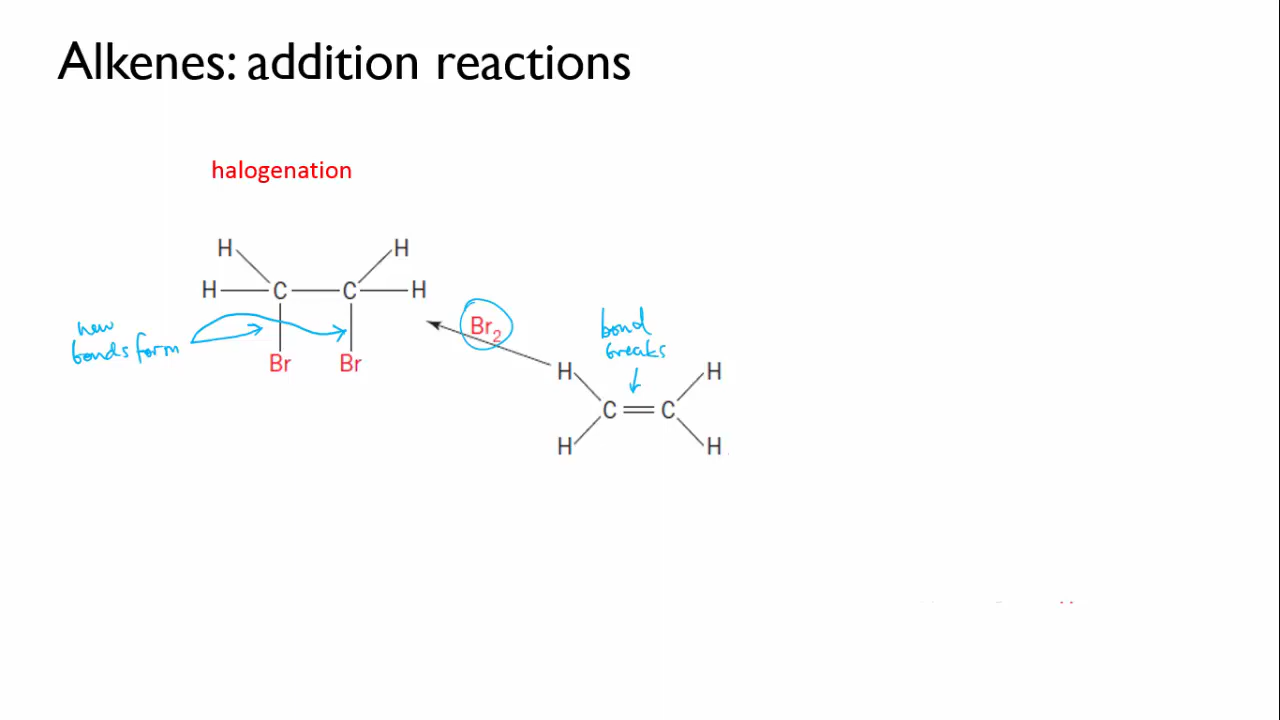 Alkenes: addition reactions
halogenation
H H
H C C H
new
bonds form
Br Br
Br2
bond
breaks
H H
C C
H H